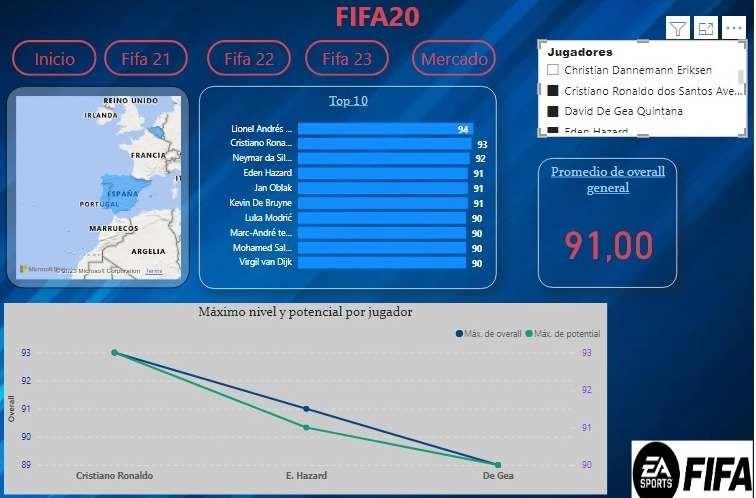 FIFA20
Inicio
Fifa 21
Fifa 22
Fifa 23
Mercado
Jugadores
Christian Dannemann Eriksen
Cristiano Ronaldo dos Santos Ave...
David De Gea Quintana
Eden Hazard
REINO UNIDO
IRLANDA
FRANCIA
ESPAÑA
PORTUGAL
MARRUECOS
ARGELIA
© 2023 Microsoft Corporation Terms
Top 10
Lionel Andrés ... 94
Cristiano Rona... 93
Neymar da Sil... 92
Eden Hazard 91
Jan Oblak 91
Kevin De Bruyne 91
Luka Modrić 90
Marc-André te... 90
Mohamed Sal... 90
Virgil van Dijk 90
Promedio de overall
general
91,00
Máximo nivel y potencial por jugador
Máx. de overall Máx. de potential
Overall
93 93
92 92
91 91
90
89 90
Cristiano Ronaldo E. Hazard De Gea
EA
SPORTS
FIFA